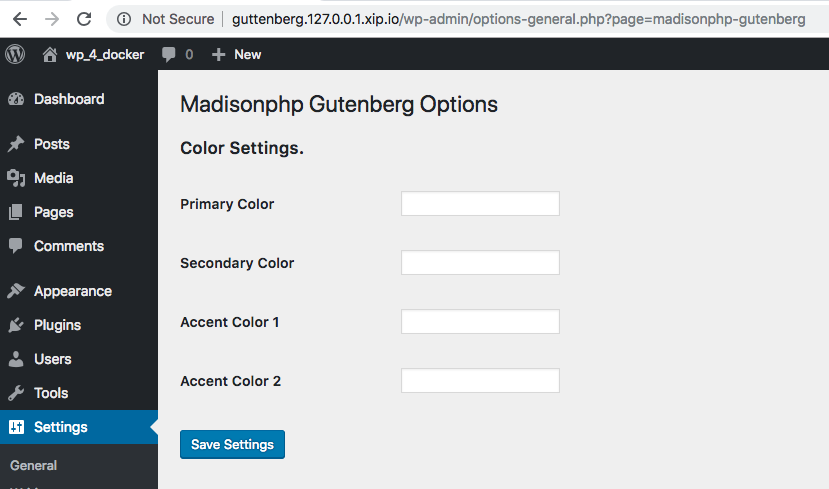 Not Secure guttenberg.127.0.0.1.xip.io/wp-admin/options-general.php?page=madisonphp-gutenberg
wp_4_docker 0 New
Dashboard
Posts
Media
Pages
Comments
Appearance
Plugins
Users
Tools
Settings
General
Madisonphp Gutenberg Options
Color Settings.
Primary Color
Secondary Color
Accent Color 1
Accent Color 2
Save Settings